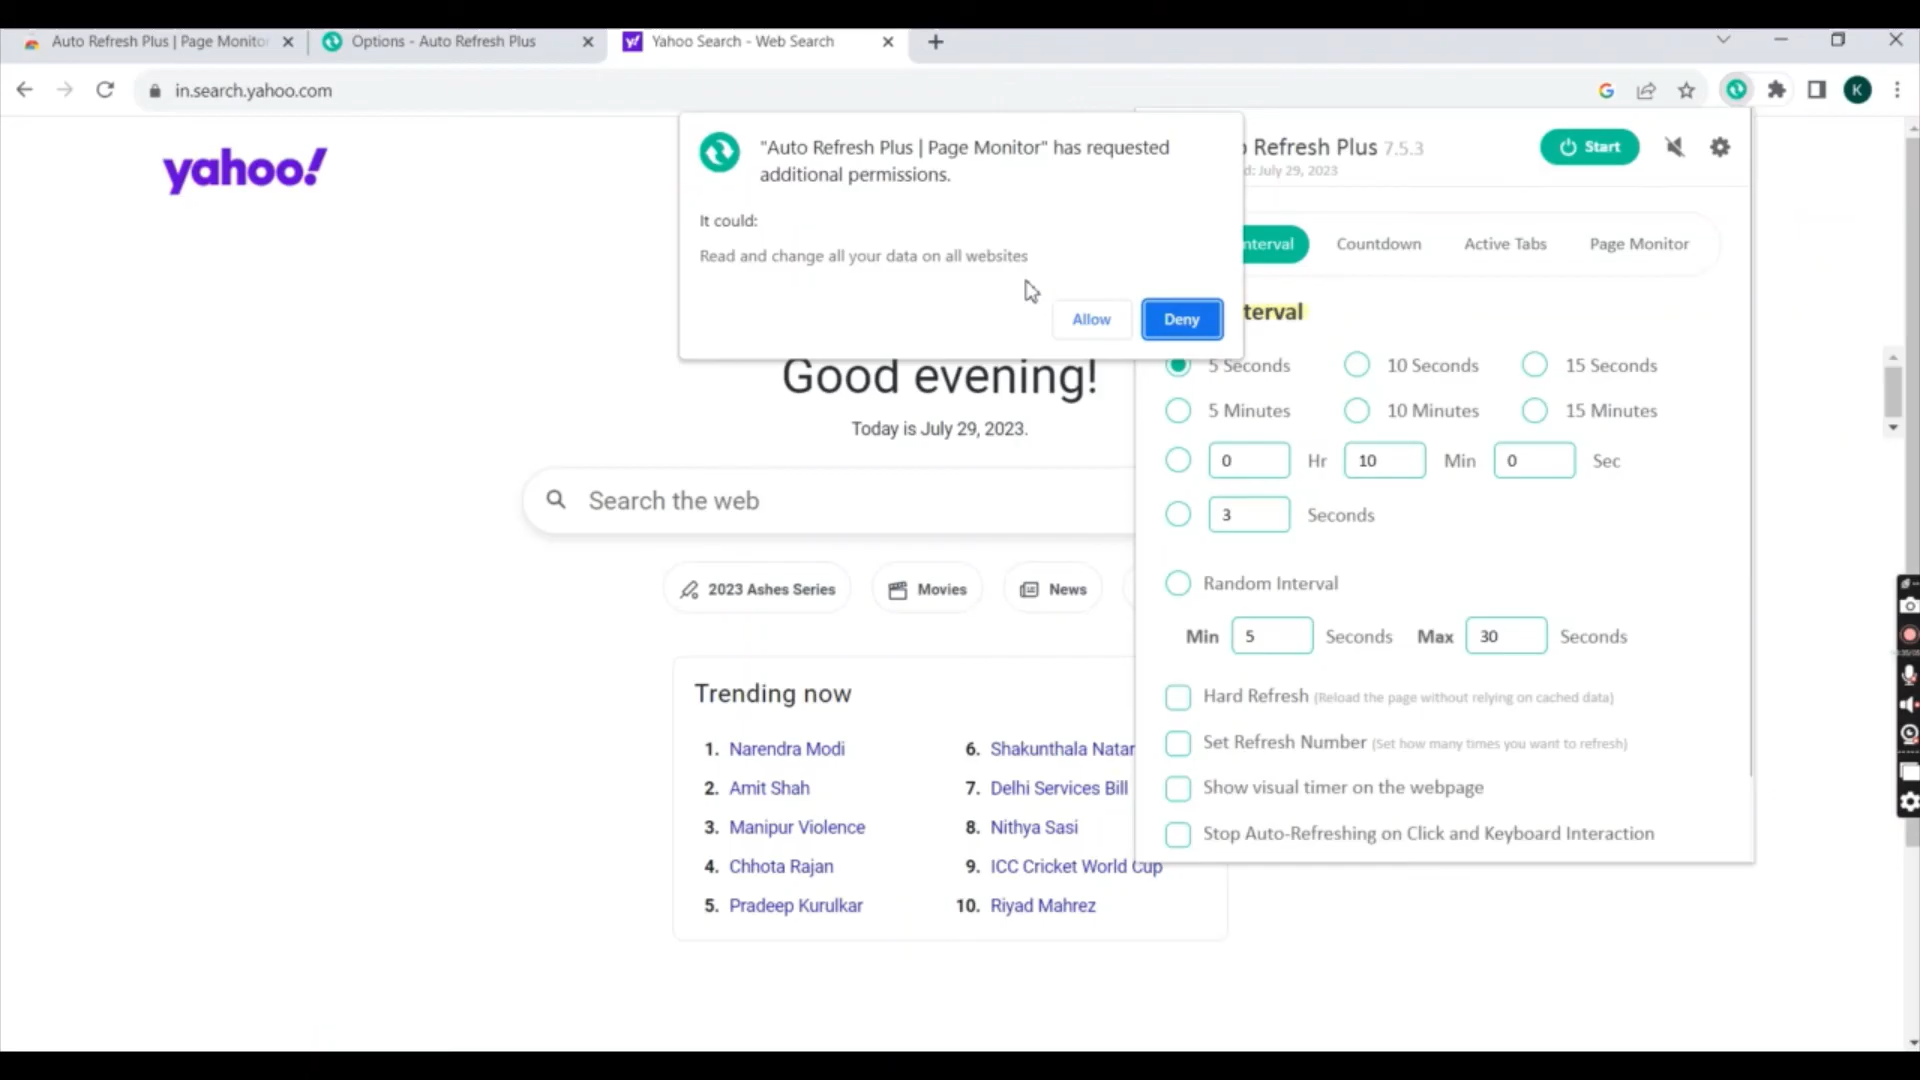 Auto Refresh Plus | Page Monitor
Options - Auto Refresh Plus
Yahoo Search - Web Search
in.search.yahoo.com
K
yahoo!
"Auto Refresh Plus | Page Monitor" has requested
additional permissions.
It could:
Read and change all your data on all websites
Allow
Deny
Refresh Plus 7.5.3
d: July 29, 2023
Start
nterval
Countdown
Active Tabs
Page Monitor
terval
5 Seconds
10 Seconds
15 Seconds
5 Minutes
10 Minutes
15 Minutes
0 Hr 10 Min 0 Sec
3 Seconds
Random Interval
Min 5 Seconds Max 30 Seconds
Hard Refresh (Reload the page without relying on cached data)
Set Refresh Number (Set how many times you want to refresh)
Show visual timer on the webpage
Stop Auto-Refreshing on Click and Keyboard Interaction
Good evening!
Today is July 29, 2023.
Search the web
2023 Ashes Series
Movies
News
Trending now
1. Narendra Modi
2. Amit Shah
3. Manipur Violence
4. Chhota Rajan
5. Pradeep Kurulkar
6. Shakunthala Natar
7. Delhi Services Bill
8. Nithya Sasi
9. ICC Cricket World Cup
10. Riyad Mahrez